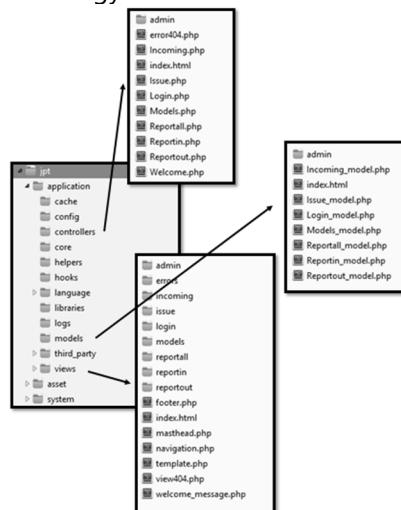 admin
error404.php
Incoming.php
index.html
Issue.php
Login.php
Models.php
Reportall.php
Reportin.php
Reportout.php
Welcome.php
jpt
application
cache
config
controllers
core
helpers
hooks
language
libraries
logs
models
third_party
views
asset
system
admin
Incoming_model.php
index.html
Issue_model.php
Login_model.php
Models_model.php
Reportall_model.php
Reportin_model.php
Reportout_model.php
admin
errors
incoming
issue
login
models
reportall
reportin
reportout
footer.php
index.html
masthead.php
navigation.php
template.php
view404.php
welcome_message.php